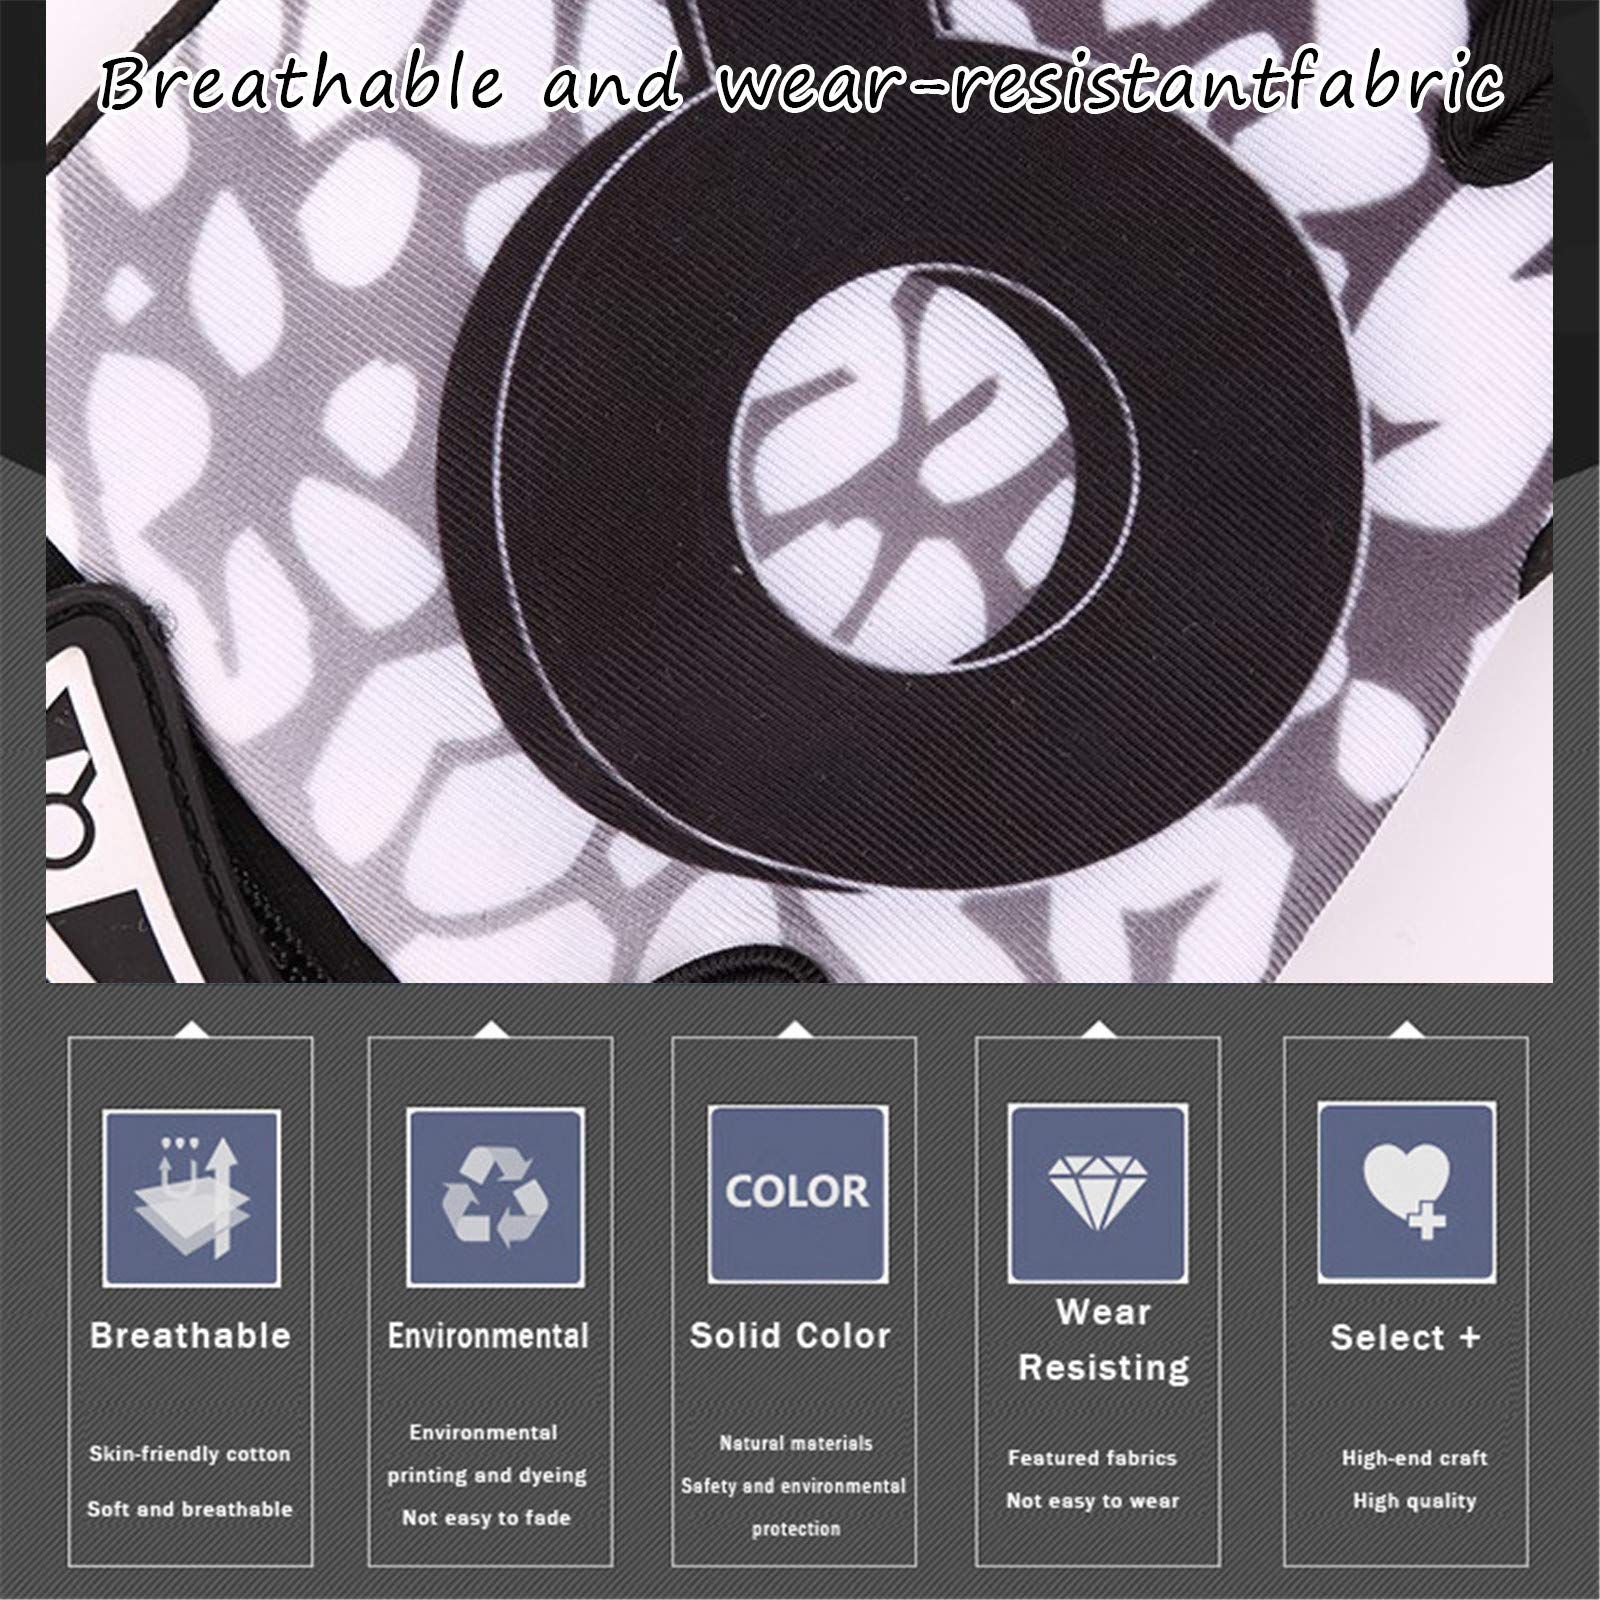 Breathable and wear-resistantfabric
COLOR
Breathable
Environmental
Solid Color
Wear
Resisting
Select +
Skin-friendly cotton
Soft and breathable
Environmental
printing and dyeing
Not easy to fade
Natural materials
Safety and environmental
protection
Featured fabrics
Not easy to wear
High-end craft
High quality